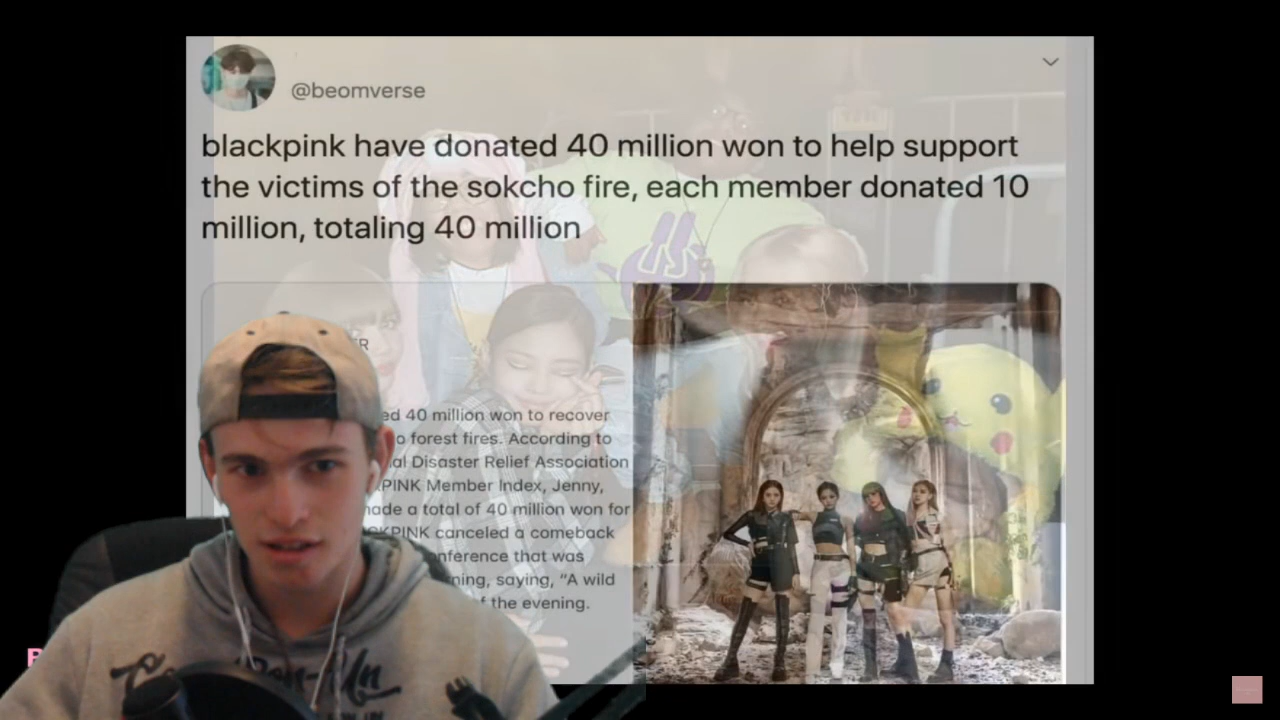 @beomverse
blackpink have donated 40 million won to help support
the victims of the sokcho fire, each member donated 10
million, totaling 40 million
ed 40 million won to recover
o forest fires. According to
al Disaster Relief Association
PINK Member Index, Jenny,
ade a total of 40 million won for
KPINK canceled a comeback
nference that was
ning, saying, “A wild
the evening.